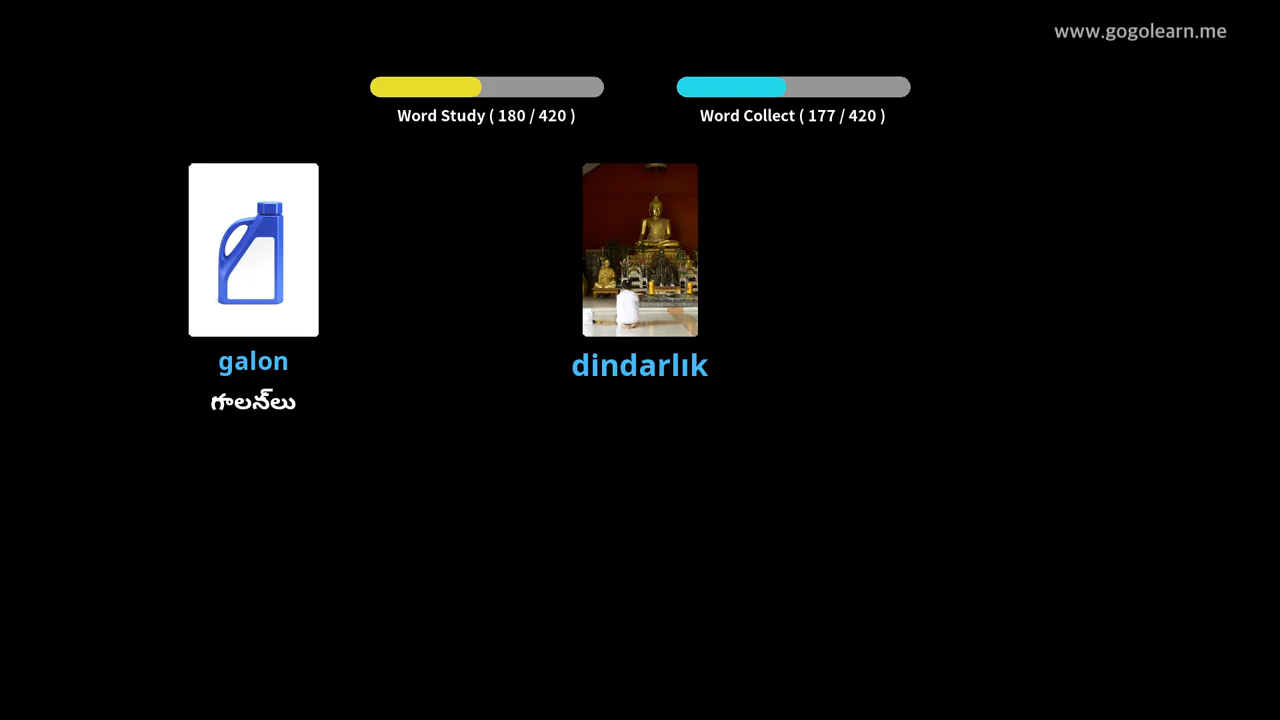 www.gogolearn.me
Word Study ( 180 / 420 )
Word Collect ( 177 / 420 )
galon
గాలన్‌లు
dindarlık